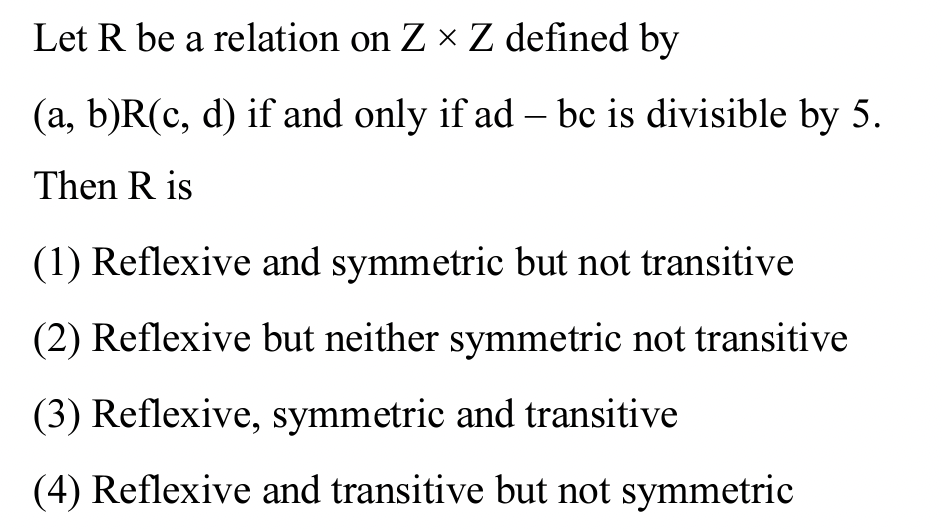 Let R be a relation on Z × Z defined by
(a, b)R(c, d) if and only if ad – bc is divisible by 5.
Then R is
(1) Reflexive and symmetric but not transitive
(2) Reflexive but neither symmetric not transitive
(3) Reflexive, symmetric and transitive
(4) Reflexive and transitive but not symmetric